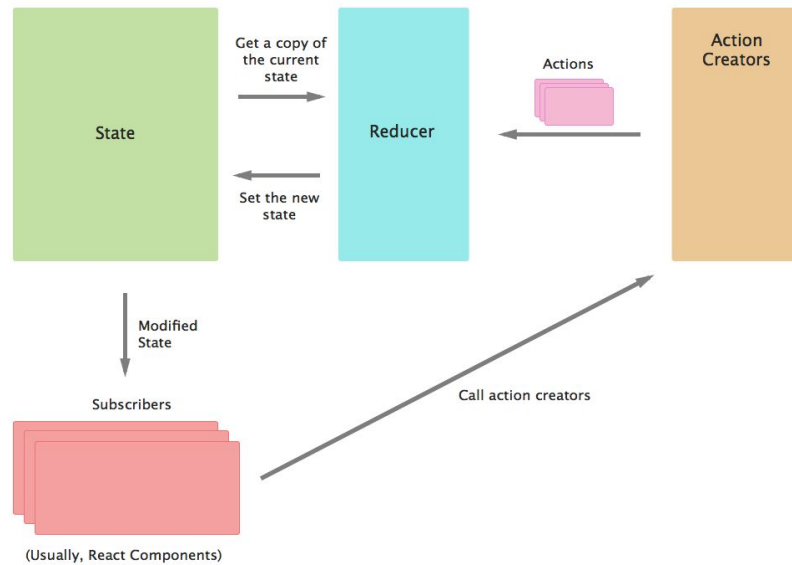 Get a copy of
the current
state
State
Set the new
state
Reducer
Actions
Action
Creators
Modified
State
Subscribers
Call action creators
(Usually, React Components)